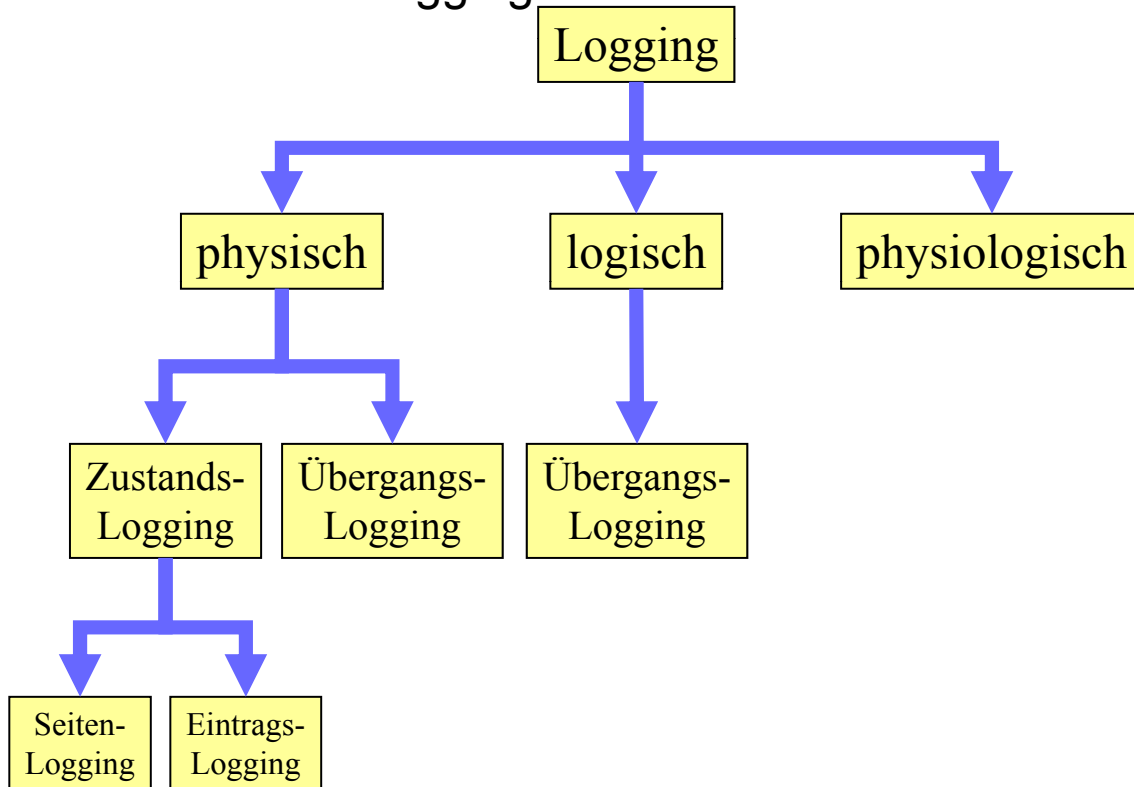 Logging
physisch
logisch
physiologisch
Zustands-
Logging
Übergangs-
Logging
Übergangs-
Logging
Seiten-
Logging
Eintrags-
Logging